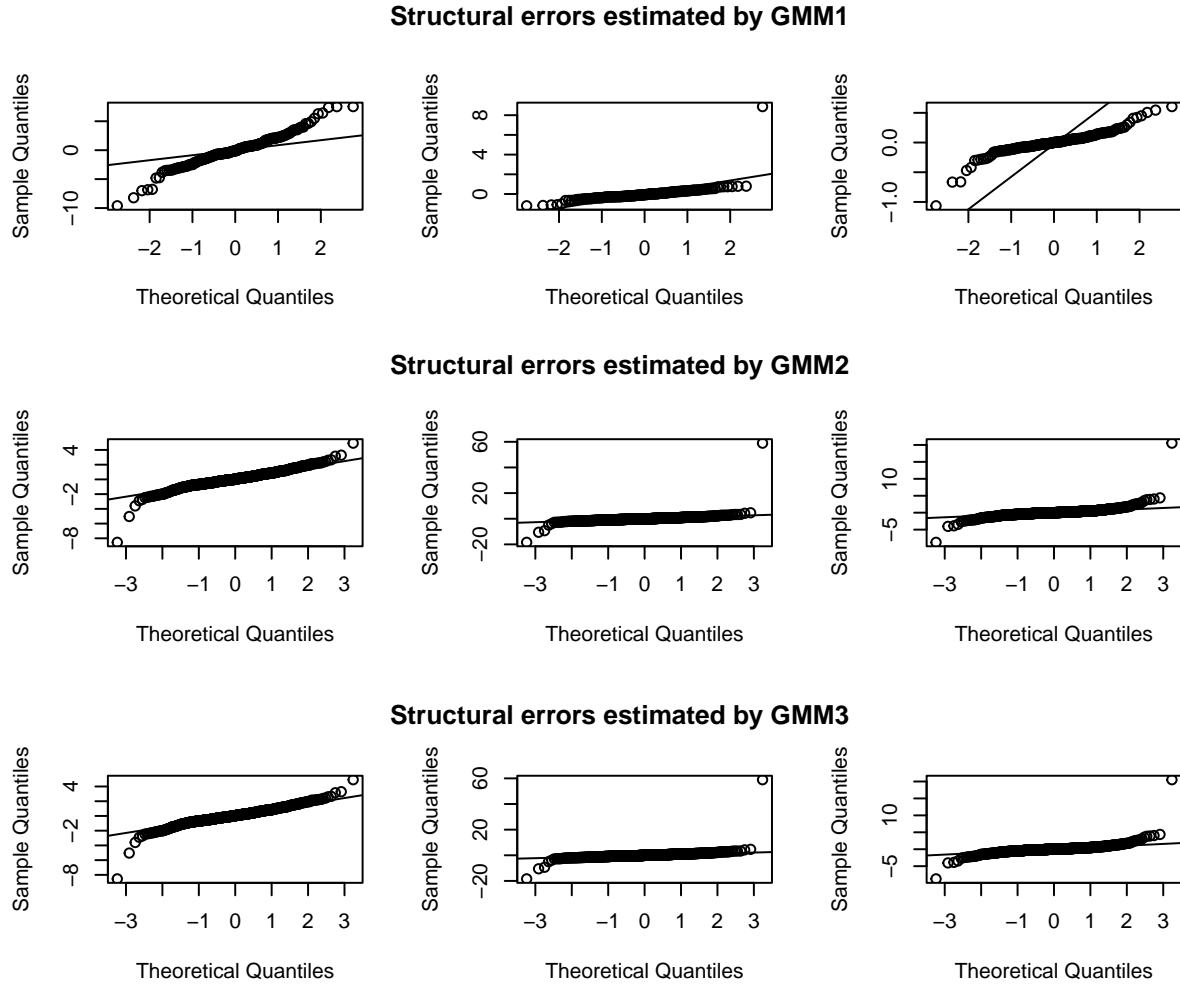 Structural errors estimated by GMM1
Sample Quantiles
−10 0
−2 −1 0 1 2
Theoretical Quantiles
Sample Quantiles
0 4 8
−2 −1 0 1 2
Theoretical Quantiles
Sample Quantiles
−1.0 0.0
−2 −1 0 1 2
Theoretical Quantiles
Structural errors estimated by GMM2
Sample Quantiles
−8 −2 4
−3 −1 0 1 2 3
Theoretical Quantiles
Sample Quantiles
−20 20 60
−3 −1 0 1 2 3
Theoretical Quantiles
Sample Quantiles
−5 10
−3 −1 0 1 2 3
Theoretical Quantiles
Structural errors estimated by GMM3
Sample Quantiles
−8 −2 4
−3 −1 0 1 2 3
Theoretical Quantiles
Sample Quantiles
−20 20 60
−3 −1 0 1 2 3
Theoretical Quantiles
Sample Quantiles
−5 10
−3 −1 0 1 2 3
Theoretical Quantiles